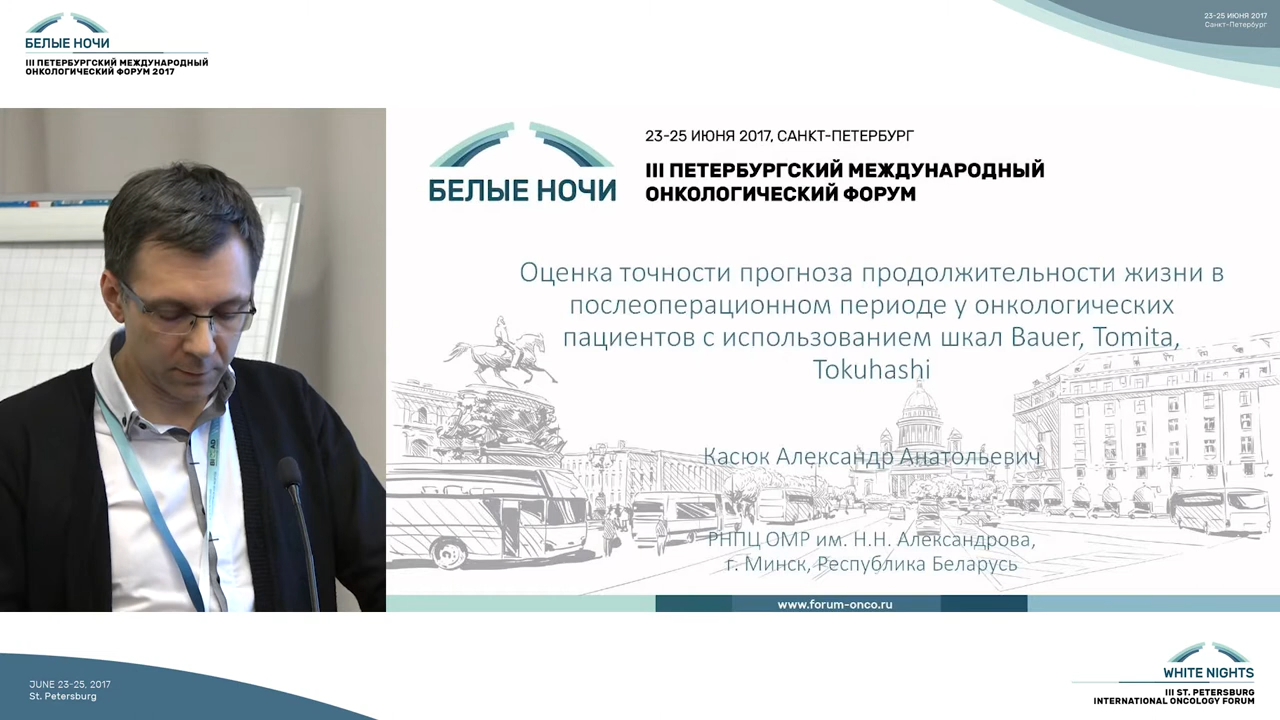 БЕЛЫЕ НОЧИ
III ПЕТЕРБУРГСКИЙ МЕЖДУНАРОДНЫЙ
ОНКОЛОГИЧЕСКИЙ ФОРУМ 2017
23-25 ИЮНЯ 2017
Санкт-Петербург
БЕЛЫЕ НОЧИ
23-25 ИЮНЯ 2017, САНКТ-ПЕТЕРБУРГ
III ПЕТЕРБУРГСКИЙ МЕЖДУНАРОДНЫЙ
ОНКОЛОГИЧЕСКИЙ ФОРУМ
Оценка точности прогноза продолжительности жизни в
послеоперационном периоде у онкологических
пациентов с использованием шкал Bauer, Tomita,
Tokuhashi
Касюк Александр Анатольевич
РНПЦ ОМР им. Н.Н. Александрова,
г. Минск, Республика Беларусь
www.forum-onco.ru
JUNE 23-25, 2017
St. Petersburg
WHITE NIGHTS
III ST. PETERSBURG
INTERNATIONAL ONCOLOGY FORUM